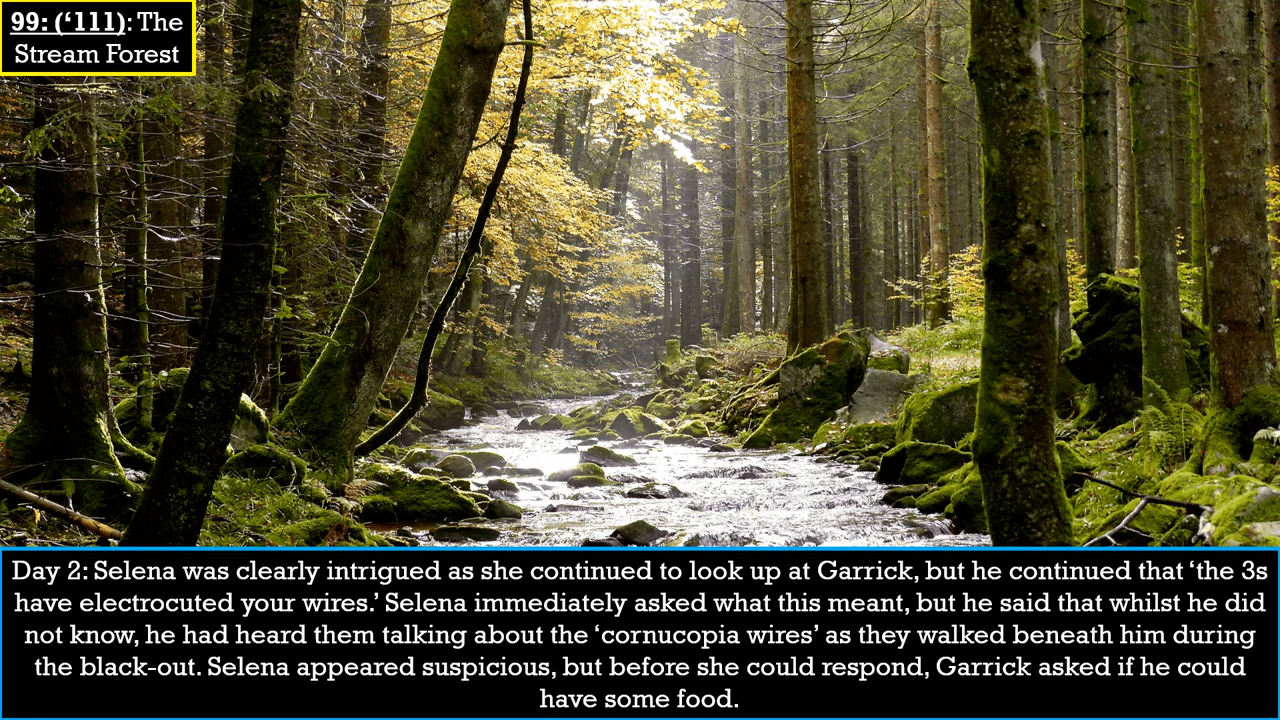 99: (‘111): The
Stream Forest
Day 2: Selena was clearly intrigued as she continued to look up at Garrick, but he continued that ‘the 3s
have electrocuted your wires.’ Selena immediately asked what this meant, but he said that whilst he did
not know, he had heard them talking about the ‘cornucopia wires’ as they walked beneath him during
the black-out. Selena appeared suspicious, but before she could respond, Garrick asked if he could
have some food.